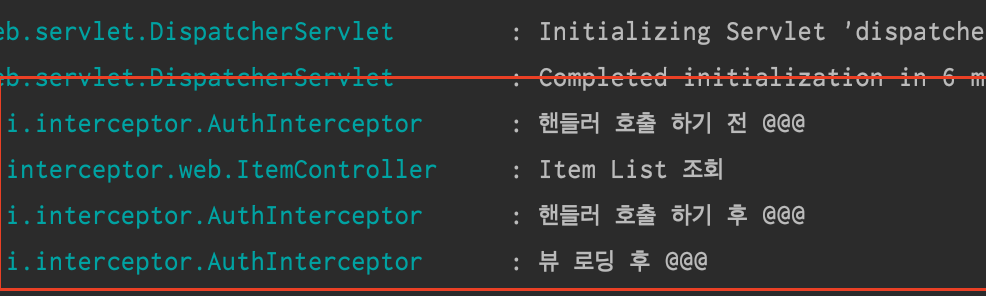 eb.servlet.DispatcherServlet : Initializing Servlet 'dispatche
eb.servlet.DispatcherServlet : Completed initialization in 6 m
i.interceptor.AuthInterceptor : 핸들러 호출 하기 전 @@@
interceptor.web.ItemController : Item List 조회
i.interceptor.AuthInterceptor : 핸들러 호출 하기 후 @@@
i.interceptor.AuthInterceptor : 뷰 로딩 후 @@@